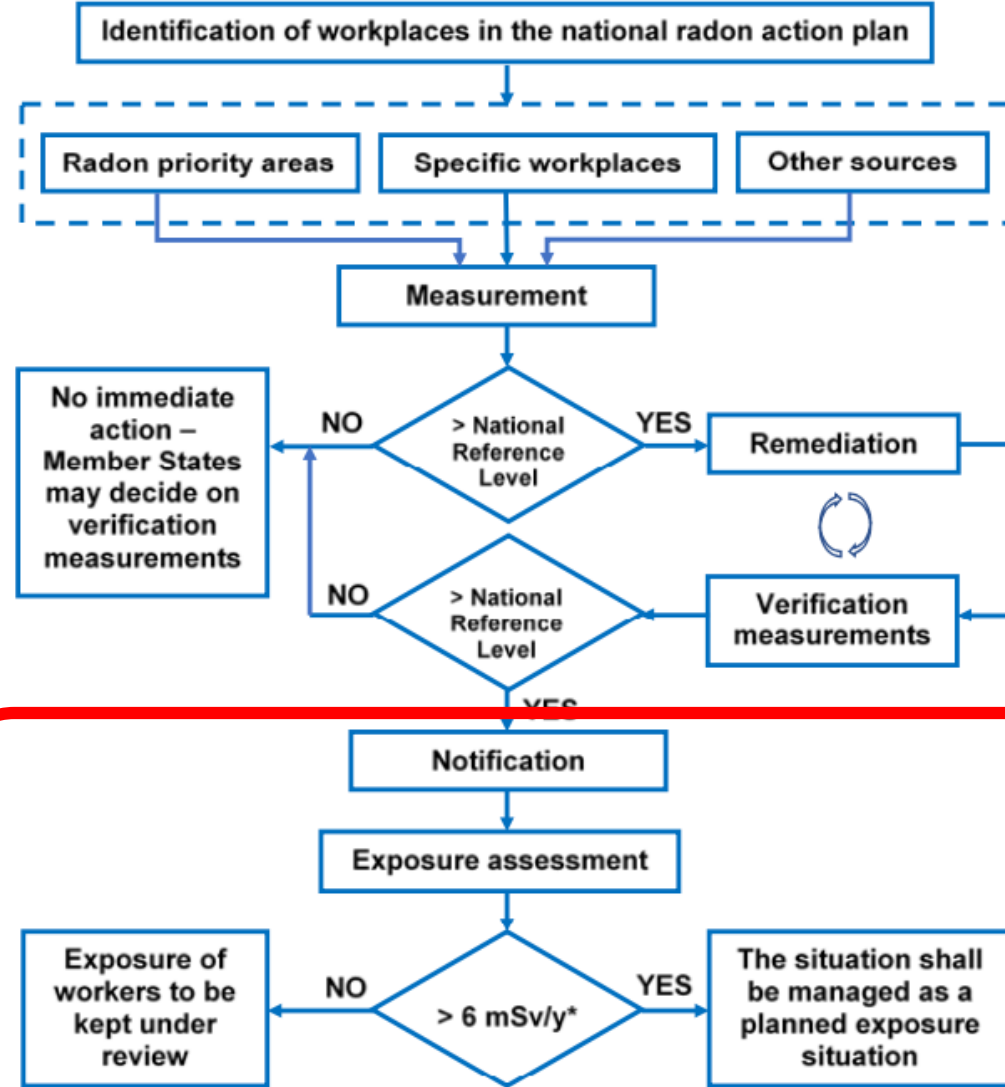 Identification of workplaces in the national radon action plan
Radon priority areas
Specific workplaces
Other sources
Measurement
No immediate
action –
Member States
may decide on
verification
measurements
NO
> National
Reference
Level
YES
Remediation
NO
> National
Reference
Level
Verification
measurements
YES
Notification
Exposure assessment
Exposure of
workers to be
kept under
review
NO
> 6 mSv/y*
YES
The situation shall
be managed as a
planned exposure
situation